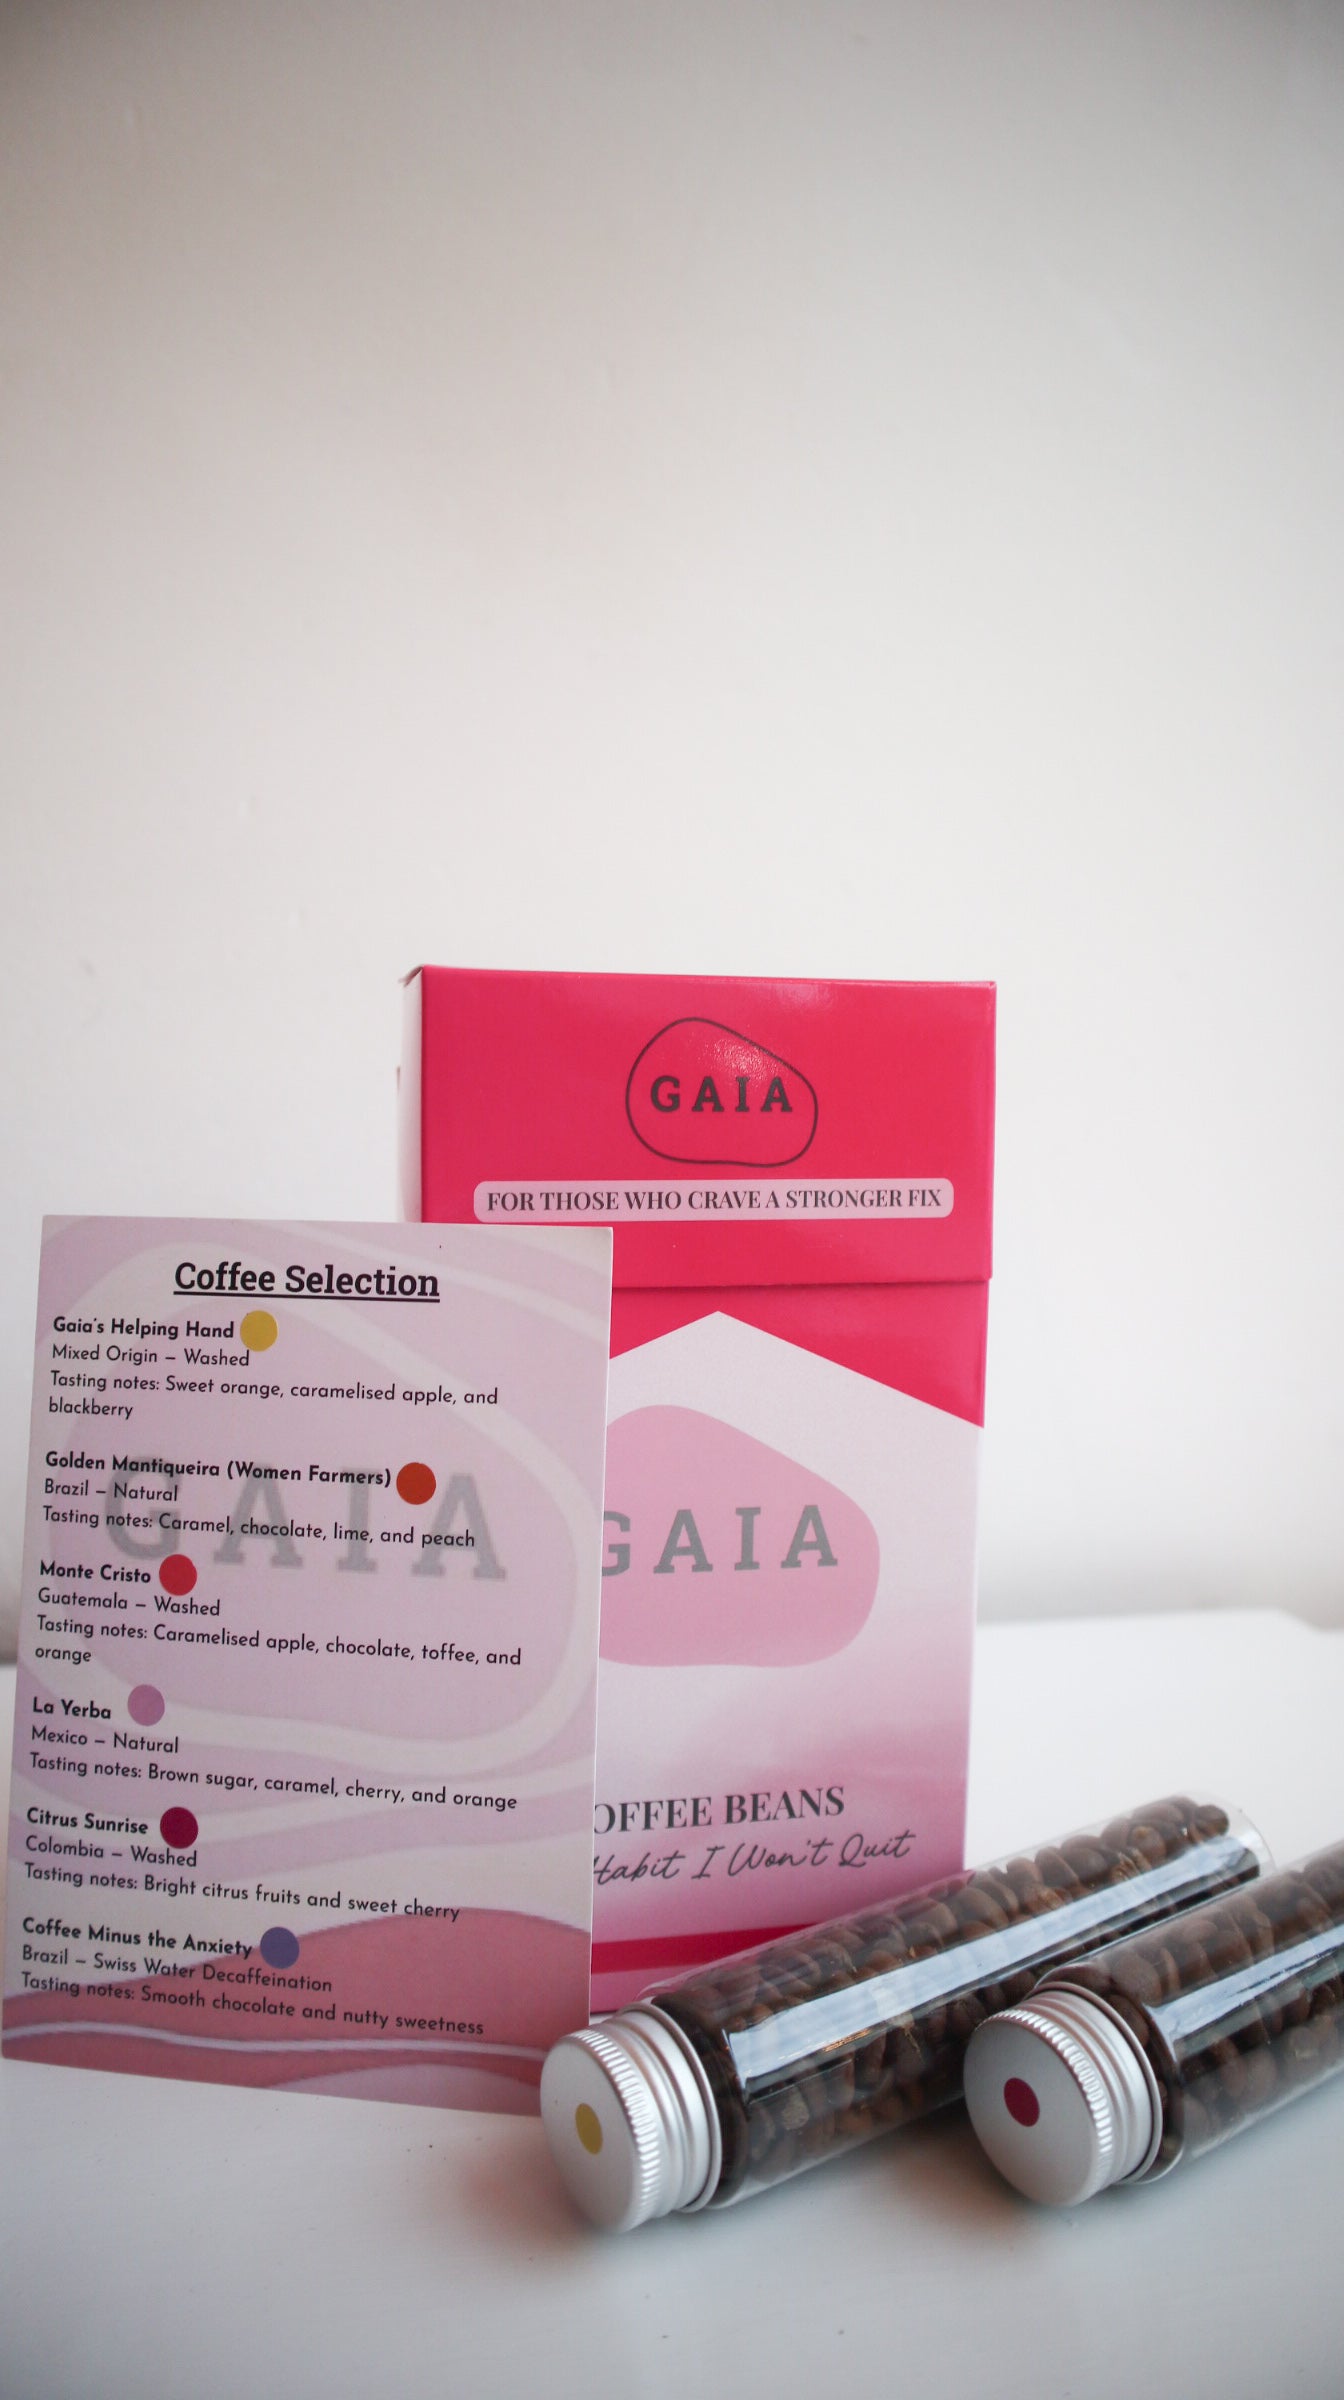 GAIA
FOR THOSE WHO CRAVE A STRONGER FIX
GAIA
OFFEE BEANS
Habit I Won't Quit
Coffee Selection
Gaia's Helping Hand
Mixed Origin – Washed
Tasting notes: Sweet orange, caramelised apple, and
blackberry
Golden Mantiqueira (Women Farmers)
Brazil – Natural
Tasting notes: Caramel, chocolate, lime, and peach
GAIA
Monte Cristo
Guatemala – Washed
Tasting notes: Caramelised apple, chocolate, toffee, and
orange
La Yerba
Mexico – Natural
Tasting notes: Brown sugar, caramel, cherry, and orange
Citrus Sunrise
Colombia – Washed
Tasting notes: Bright citrus fruits and sweet cherry
Coffee Minus the Anxiety
Brazil – Swiss Water Decaffeination
Tasting notes: Smooth chocolate and nutty sweetness